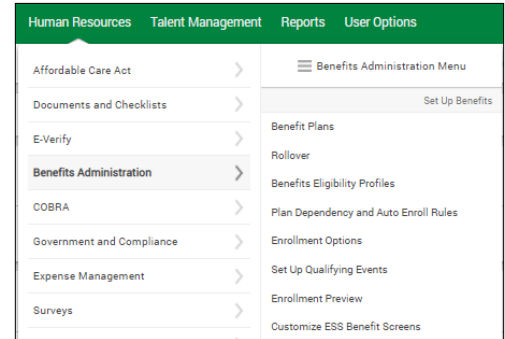 Human Resources Talent Management Reports User Options
Affordable Care Act
Documents and Checklists
E-Verify
Benefits Administration
COBRA
Government and Compliance
Expense Management
Surveys
Benefits Administration Menu
Set Up Benefits
Benefit Plans
Rollover
Benefits Eligibility Profiles
Plan Dependency and Auto Enroll Rules
Enrollment Options
Set Up Qualifying Events
Enrollment Preview
Customize ESS Benefit Screens